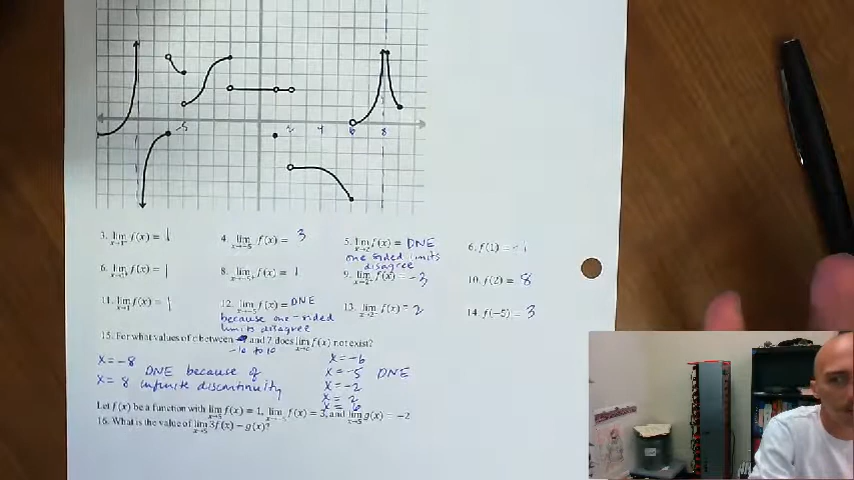 -5 2 4 6 8
3. lim f(x) = 1 4. lim f(x) = 3 5. lim f(x) = DNE 6. f(1) = -1
one sided limits
disagree
6. lim f(x) = 1 8. lim f(x) = 1 9. lim f(x) = -3 10. f(2) = 8
11. lim f(x) = 1 12. lim f(x) = DNE 13. lim f(x) = 2 14. f(-5) = 3
because one-sided
limits disagree
15. For what values of c between and 7 does lim f(x) not exist?
-10 to 10
x = -8 DNE because of
x = 8 infinite discontinuity
x = -6
x = -5 DNE
x = -2
x = 2
x = 6
Let f(x) be a function with lim f(x) = 1, lim f(x) = 3, and lim g(x) = -2
16. What is the value of lim 3f(x) - g(x)?